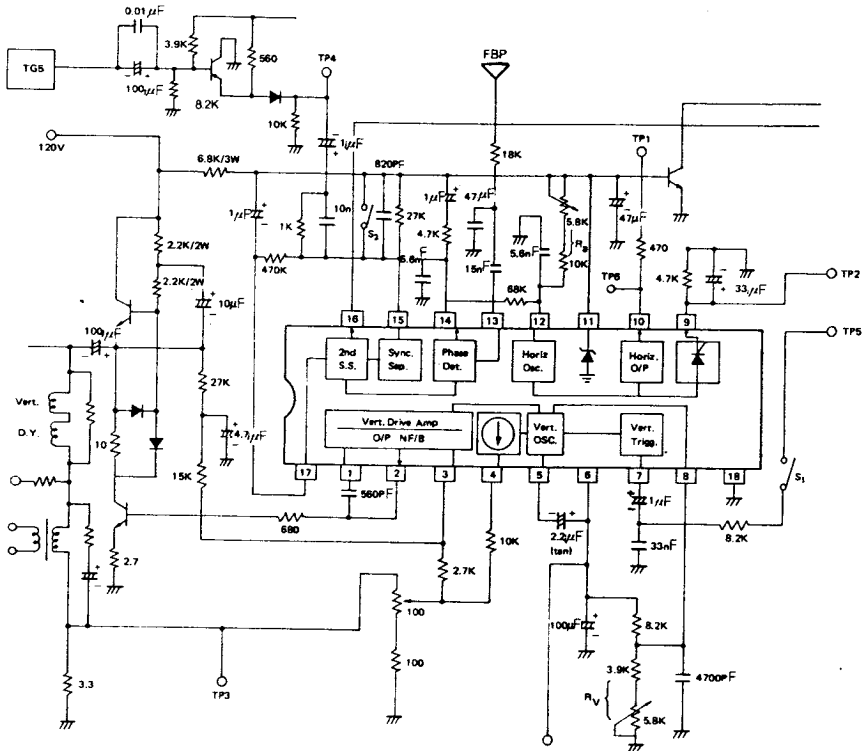 0.01μF
TG5
100μF
3.9K
8.2K
560
TP4
10K
1μF
FBP
18K
TP1
120V
6.8K/3W
820PF
1μF
1K
10n
S2
27K
1μF
4.7K
47μF
5.6nF
15nF
5.6nF
68K
5.8K
RB
10K
47μF
470
TP6
4.7K
33μF
TP2
TP5
470K
2.2K/2W
2.2K/2W
10μF
100μF
16
15
14
13
12
11
10
9
2nd S.S.
Sync. Sep.
Phase Det.
Horiz Osc.
Horiz. O/P
Vert.
D.Y.
27K
4.7μF
10
15K
Vert. Drive Amp
O/P NF/B
Vert. OSC.
Vert. Trigg.
17
1
2
3
4
5
6
7
8
18
560PF
680
2.7
2.7K
10K
2.2μF
(tan)
1μF
33nF
8.2K
S1
100
100
TP3
3.3
100μF
8.2K
3.9K
RV
5.8K
4700PF